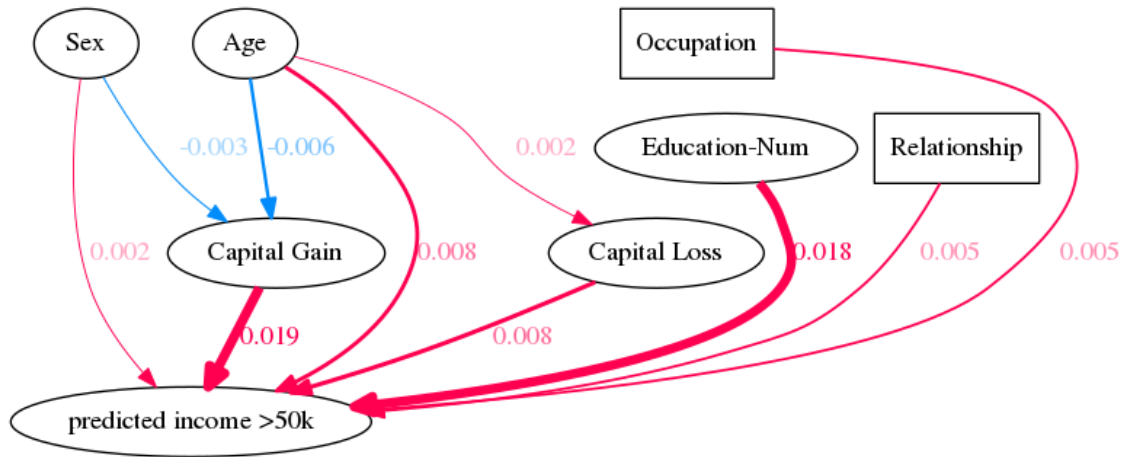 Sex
Age
Occupation
-0.003
-0.006
0.002
Education-Num
Relationship
0.002
Capital Gain
0.008
Capital Loss
0.018
0.005
0.005
0.019
0.008
predicted income >50k